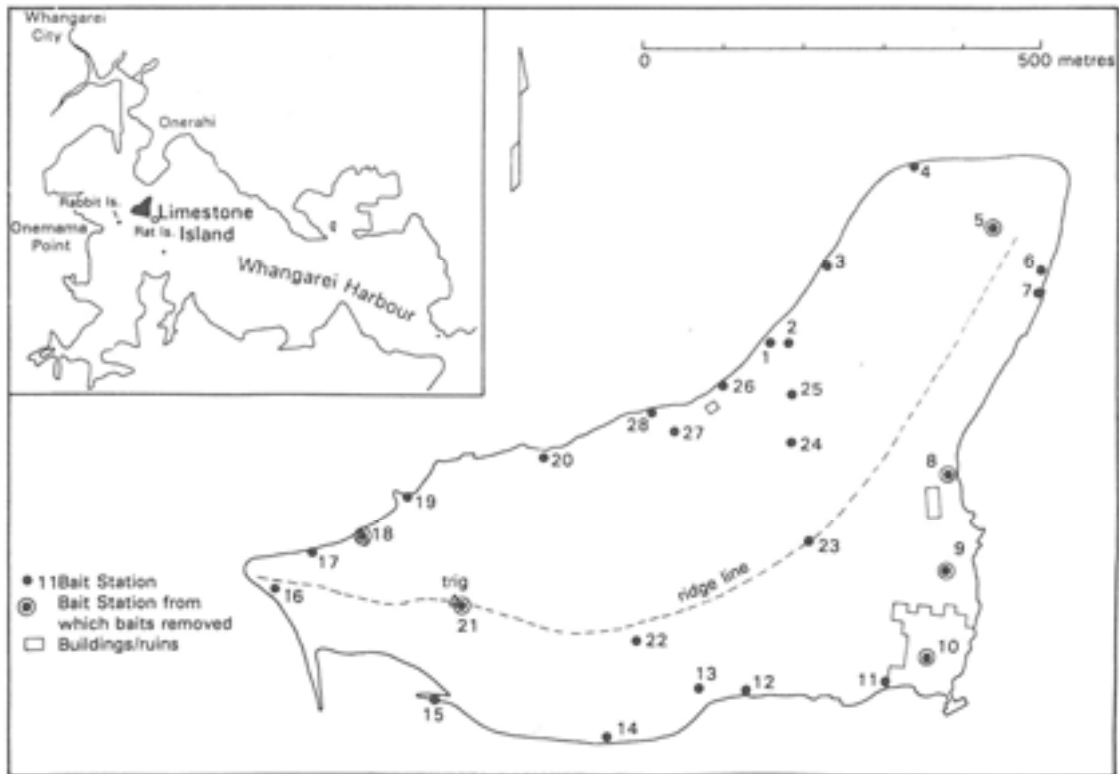 Whangarei
City
Onerahi
Rabbit Is.
Limestone
Island
Onemama
Point
Rat Is.
Whangarei Harbour
0 500 metres
4
5
3
6
7
2
1
26
25
28
27
24
20
8
19
18
23
9
17
ridge line
trig
16
21
22
10
13
12
11
15
14
11 Bait Station
Bait Station from
which baits removed
Buildings/ruins